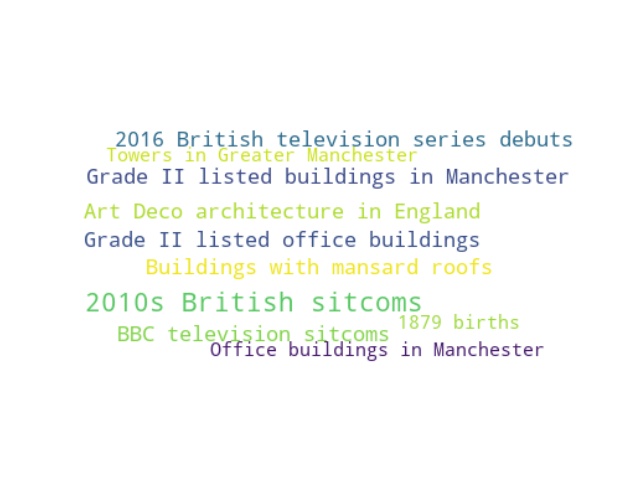 2016 British television series debuts
Towers in Greater Manchester
Grade II listed buildings in Manchester
Art Deco architecture in England
Grade II listed office buildings
Buildings with mansard roofs
2010s British sitcoms
1879 births
BBC television sitcoms
Office buildings in Manchester